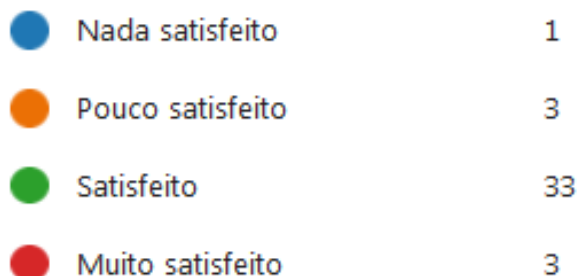 Nada satisfeito 1
Pouco satisfeito 3
Satisfeito 33
Muito satisfeito 3